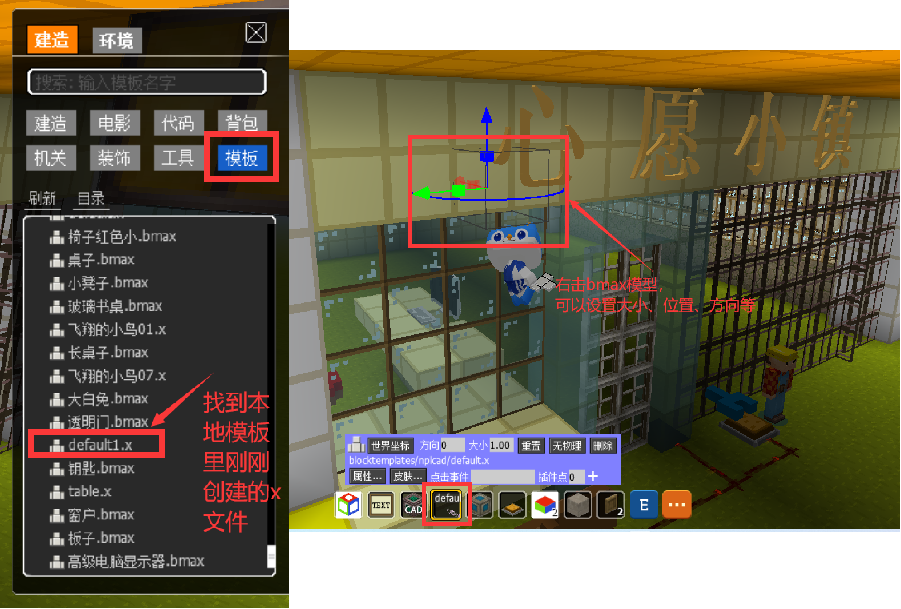 建造 环境
搜索: 输入模板名字
建造 电影 代码 背包
机关 装饰 工具 模板
刷新 目录
椅子红色小.bmax
桌子.bmax
小凳子.bmax
玻璃书桌.bmax
飞翔的小鸟01.x
长桌子.bmax
飞翔的小鸟07.x
大白兔.bmax
透明门.bmax
default1.x
钥匙.bmax
table.x
窗户.bmax
板子.bmax
高级电脑显示器.bmax
找到本
地模板
里刚刚
创建的x
文件
心愿小镇
右击bmax模型,
可以设置大小、位置、方向等
世界坐标 方向0 大小1.00 重置 无物理 删除
blocktemplates/nplcad/default.x
属性... 皮肤... 点击事件 插件点0 +
TEXT CAD defau 2 2 E ...